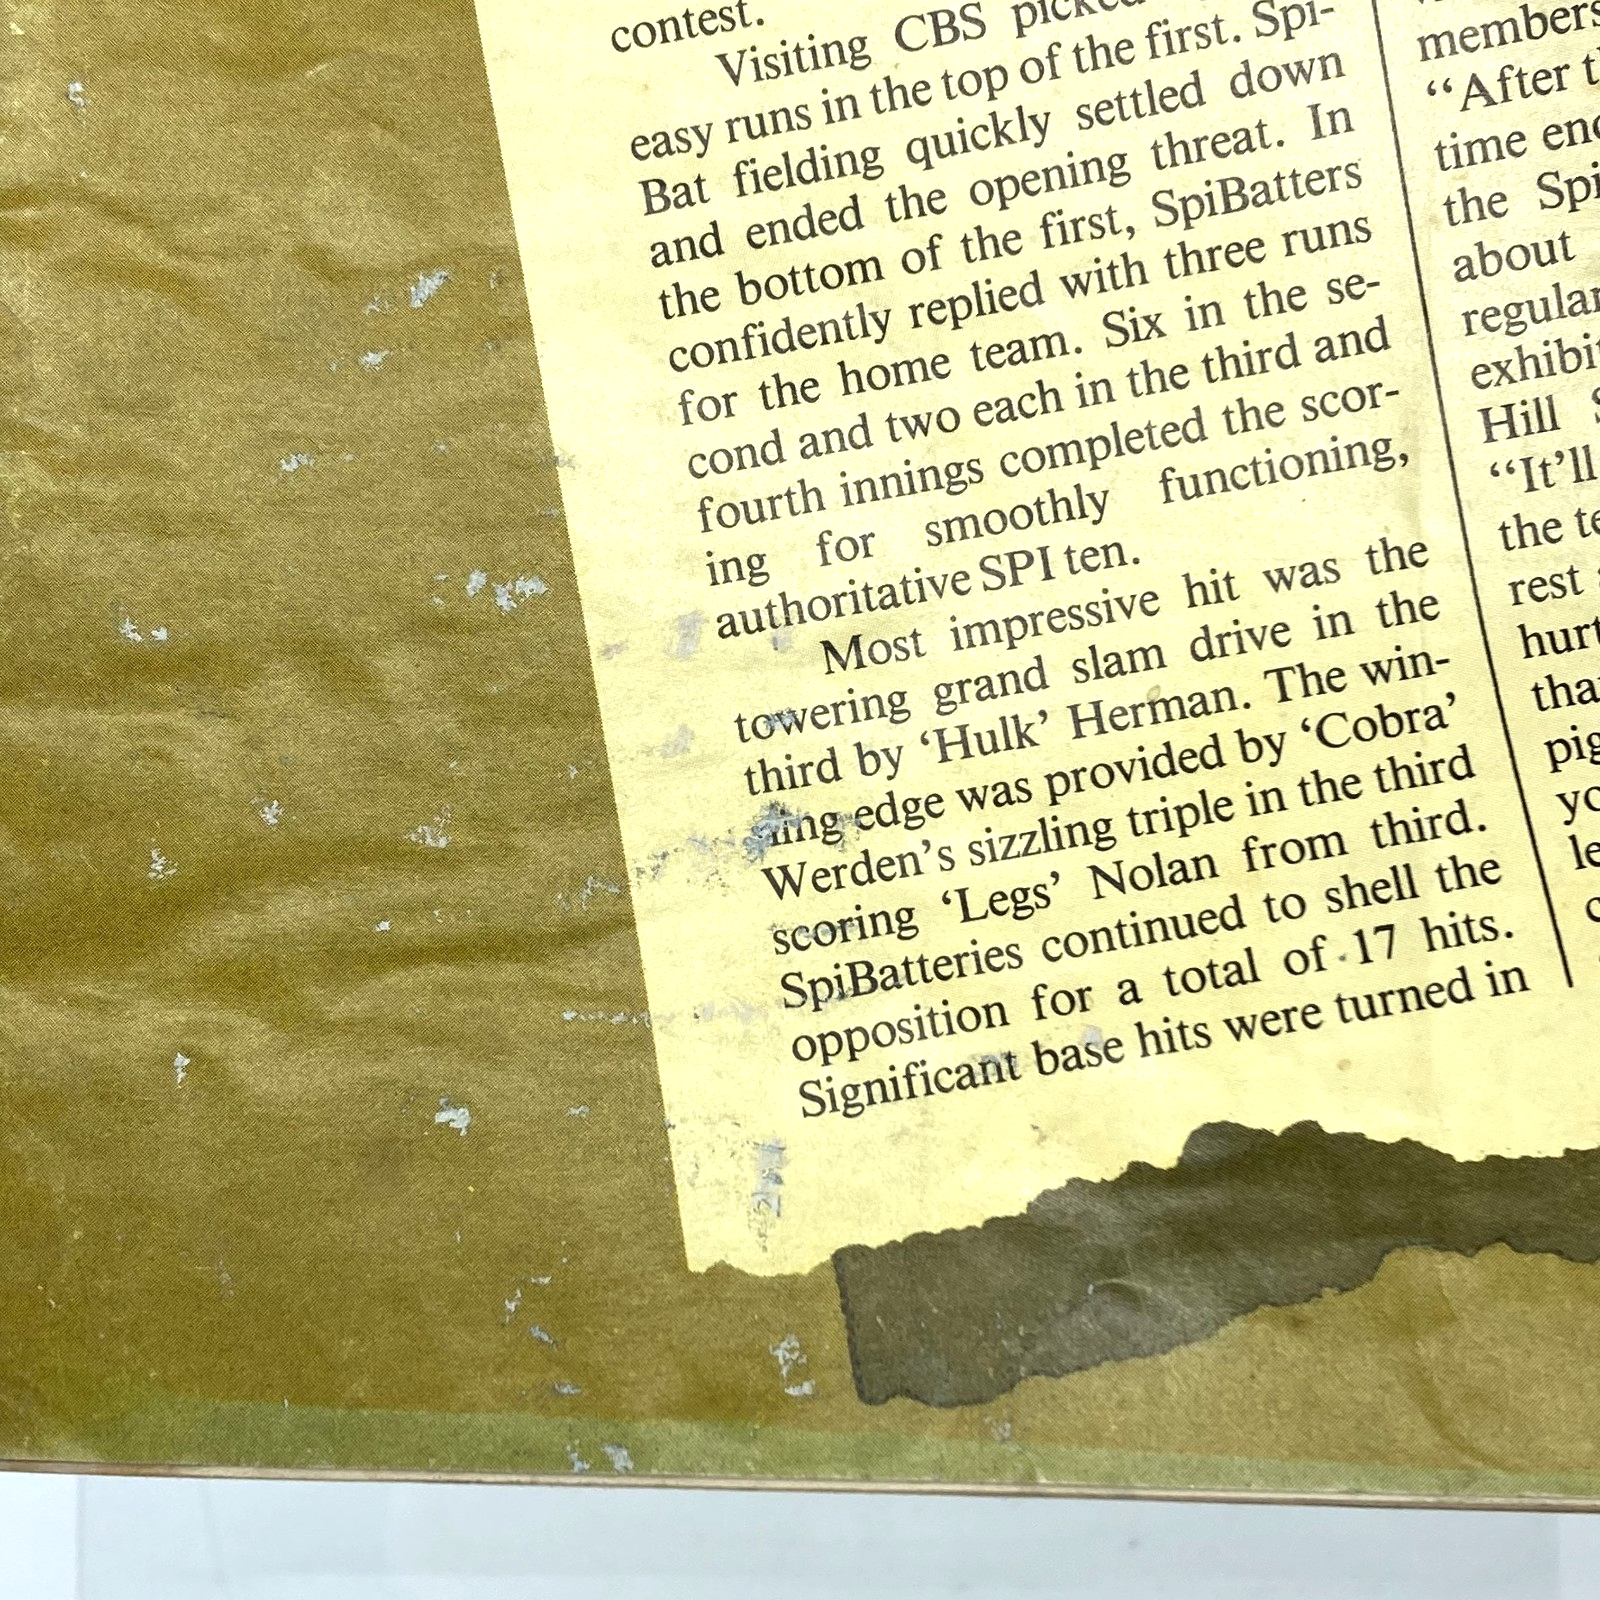 contest.
Visiting CBS picked
easy runs in the top of the first. Spi-
Bat fielding quickly settled down
and ended the opening threat. In
the bottom of the first, SpiBatters
confidently replied with three runs
for the home team. Six in the se-
cond and two each in the third and
fourth innings completed the scor-
ing for smoothly functioning,
authoritative SPI ten.
Most impressive hit was the
towering grand slam drive in the
third by ‘Hulk’ Herman. The win-
ning edge was provided by ‘Cobra’
Werden’s sizzling triple in the third
scoring ‘Legs’ Nolan from third.
SpiBatteries continued to shell the
opposition for a total of 17 hits.
Significant base hits were turned in
members
“After
time
the Spi
about
regular
exhibit
Hill
“It’ll
the
rest
hurt